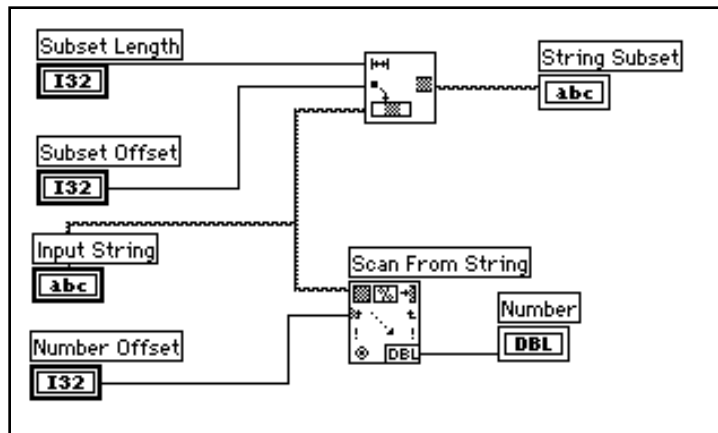 Subset Length
I32
String Subset
abc
Subset Offset
I32
Input String
abc
Scan From String
%
DBL
Number
DBL
Number Offset
I32